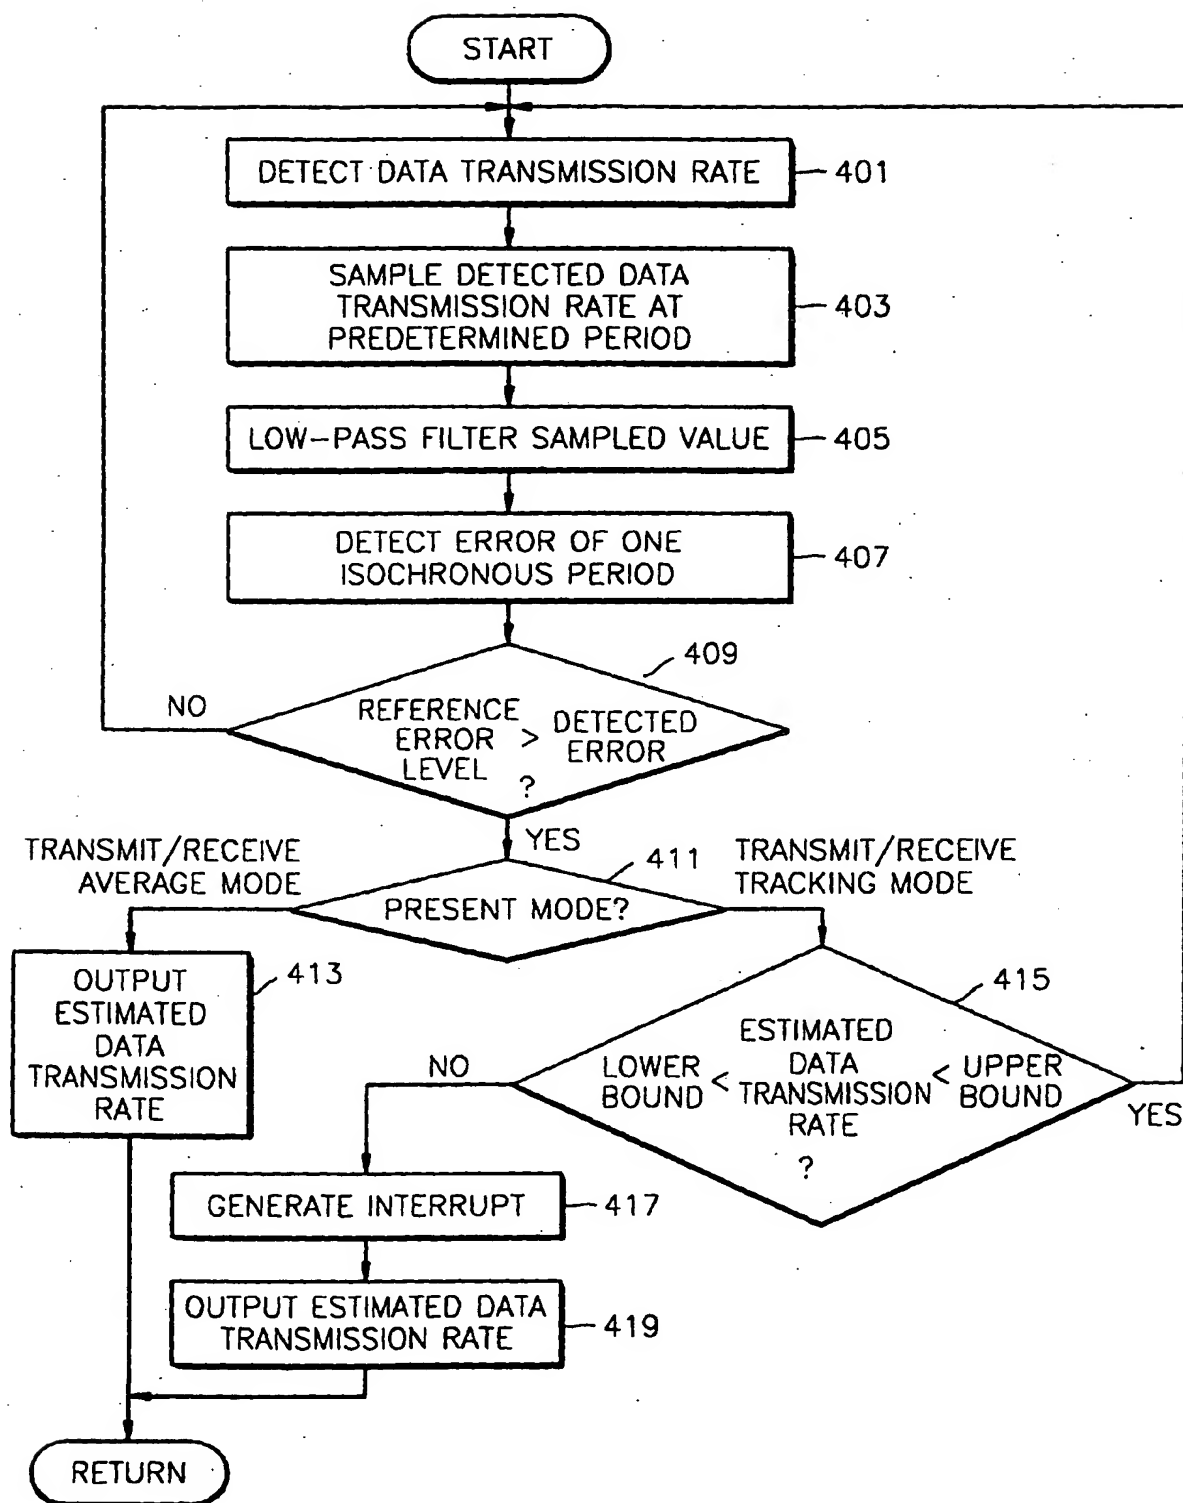 START
DETECT DATA TRANSMISSION RATE
401
SAMPLE DETECTED DATA
TRANSMISSION RATE AT
PREDETERMINED PERIOD
403
LOW-PASS FILTER SAMPLED VALUE
405
DETECT ERROR OF ONE
ISOCHRONOUS PERIOD
407
409
NO
REFERENCE
ERROR
LEVEL
>
DETECTED
ERROR
?
YES
TRANSMIT/RECEIVE
AVERAGE MODE
411
TRANSMIT/RECEIVE
TRACKING MODE
PRESENT MODE?
OUTPUT
ESTIMATED
DATA
TRANSMISSION
RATE
413
415
NO
LOWER
BOUND
<
ESTIMATED
DATA
TRANSMISSION
RATE
<
UPPER
BOUND
?
YES
GENERATE INTERRUPT
417
OUTPUT ESTIMATED DATA
TRANSMISSION RATE
419
RETURN